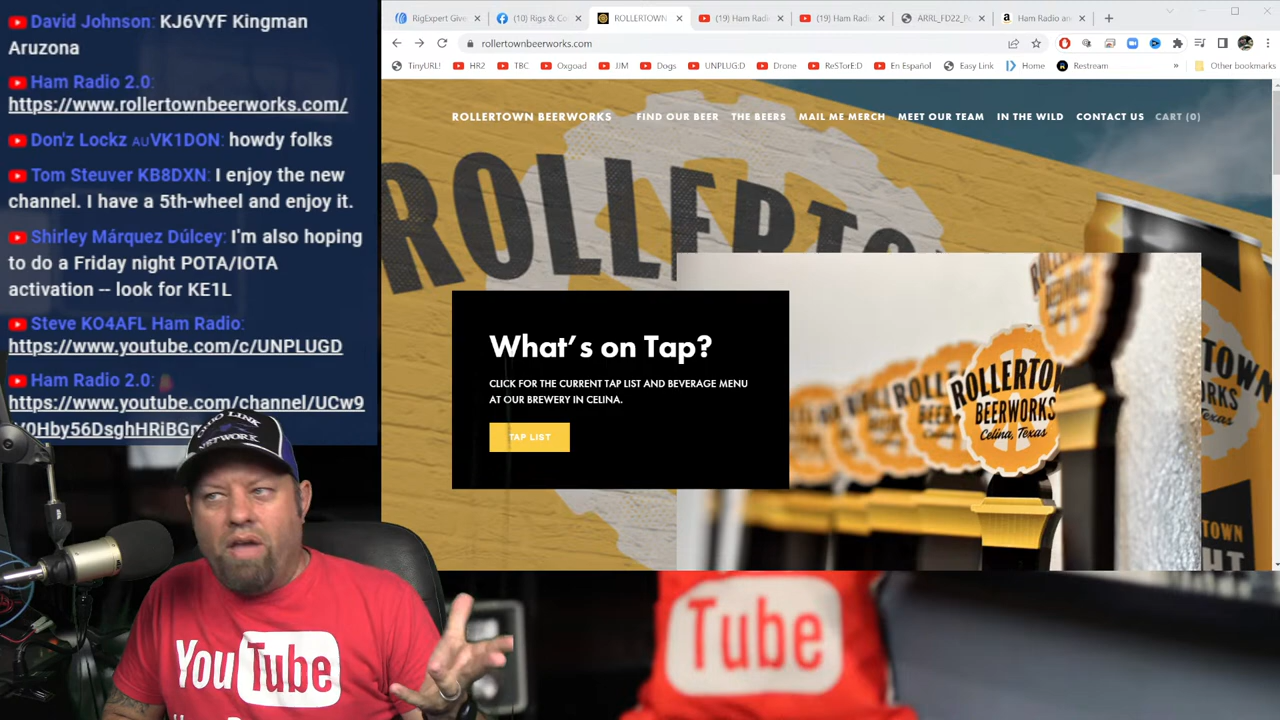 David Johnson: KJ6VYF Kingman
Aruzona
Ham Radio 2.0:
https://www.rollertownbeerworks.com/
Don'z Lockz AUVK1DON: howdy folks
Tom Steuver KB8DXN: I enjoy the new
channel. I have a 5th-wheel and enjoy it.
Shirley Márquez Dúlcey: I'm also hoping
to do a Friday night POTA/IOTA
activation -- look for KE1L
Steve KO4AFL Ham Radio:
https://www.youtube.com/c/UNPLUGD
Ham Radio 2.0:
https://www.youtube.com/channel/UCw9
RigExpert Give
(10) Rigs & Co
ROLLERTOWN
(19) Ham Radi
(19) Ham Radi
ARRL_FD22_Po
Ham Radio an
rollertownbeerworks.com
TinyURL! HR2 TBC Oxgoad JIM Dogs UNPLUG:D Drone ReSTorE:D En Español Easy Link Home Restream » Other bookmarks
ROLLERTOWN BEERWORKS FIND OUR BEER THE BEERS MAIL ME MERCH MEET OUR TEAM IN THE WILD CONTACT US CART (0)
ROLLERTO
What's on Tap?
CLICK FOR THE CURRENT TAP LIST AND BEVERAGE MENU
AT OUR BREWERY IN CELINA.
TAP LIST
ROLLERTOW
BEERWORKS
Celina, Texas
YouTube
Tube